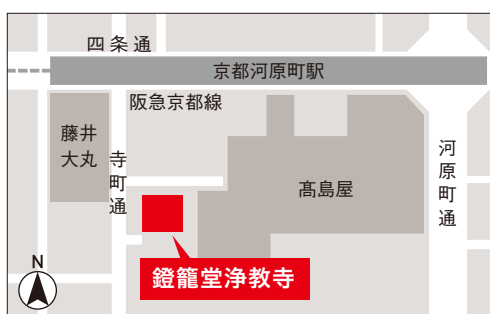 四条通
京都河原町駅
阪急京都線
藤井
大丸
寺町通
髙島屋
河原町通
鐙籠堂浄教寺
N